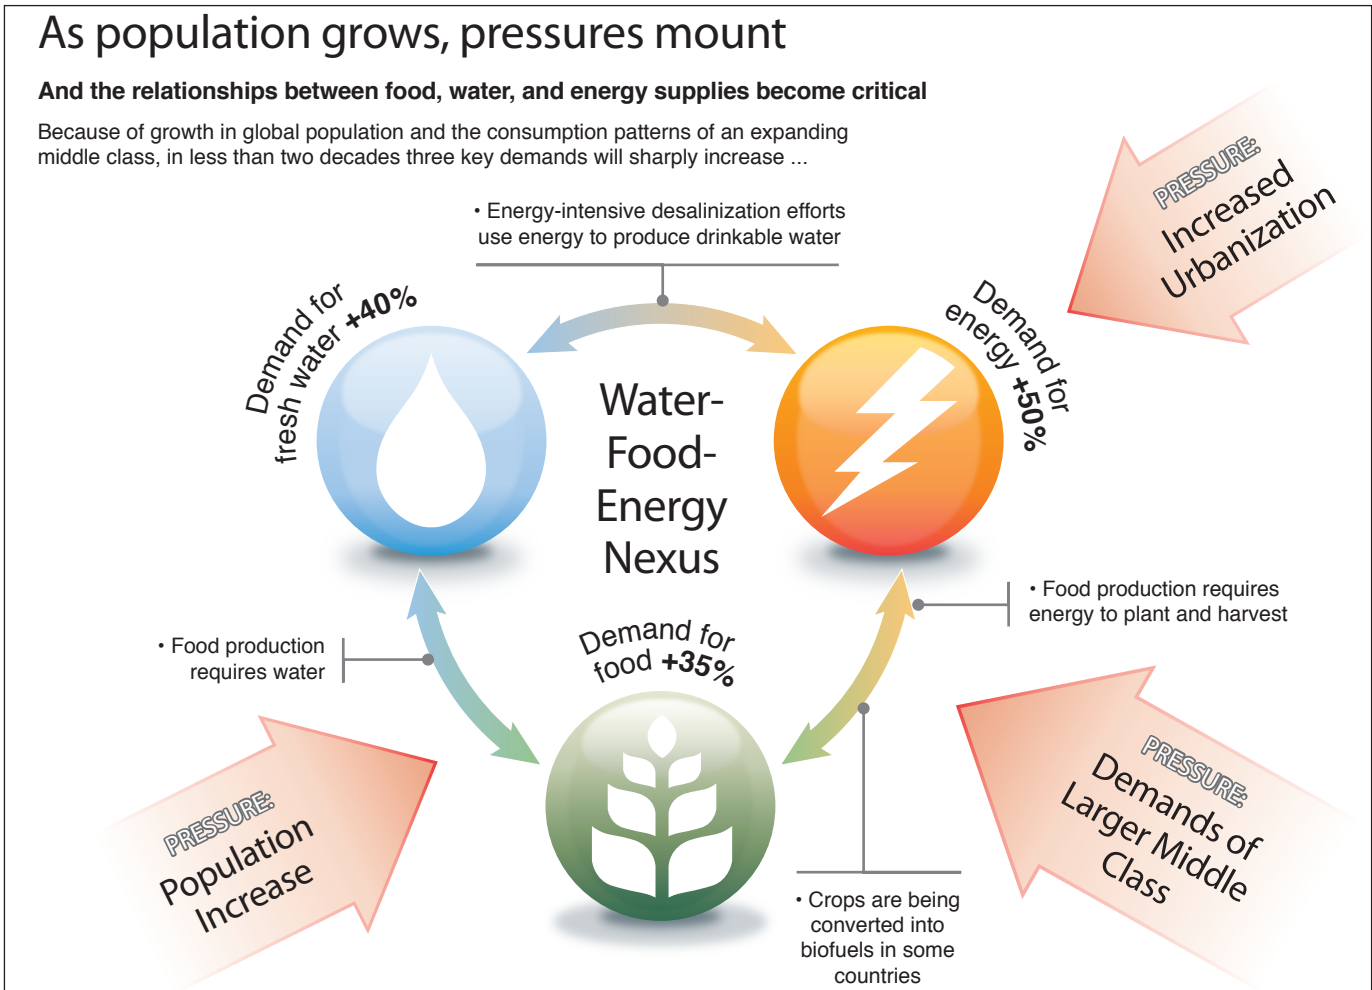 As population grows, pressures mount
And the relationships between food, water, and energy supplies become critical
Because of growth in global population and the consumption patterns of an expanding
middle class, in less than two decades three key demands will sharply increase ...
• Energy-intensive desalinization efforts
use energy to produce drinkable water
PRESSURE:
Increased
Urbanization
Demand for
fresh water +40%
Demand for
energy +50%
Water-
Food-
Energy
Nexus
• Food production requires
energy to plant and harvest
• Food production
requires water
Demand for
food +35%
PRESSURE:
Population
Increase
PRESSURE:
Demands of
Larger Middle
Class
• Crops are being
converted into
biofuels in some
countries